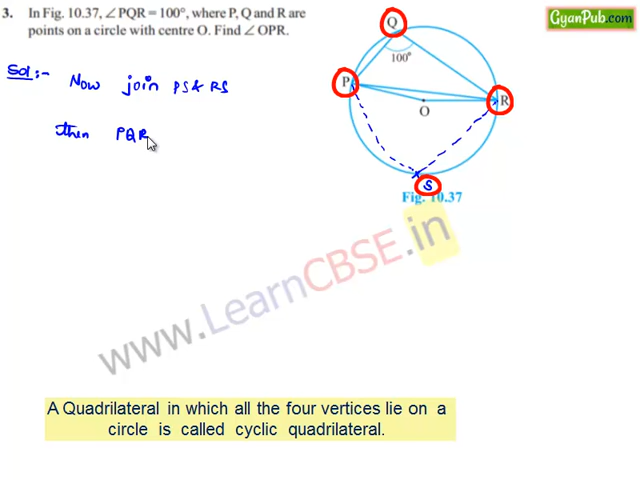 GyanPub.com
3. In Fig. 10.37, ∠PQR = 100°, where P, Q and R are
points on a circle with centre O. Find ∠OPR.
Sol:-
Now join PS & RS
Then PQR
Q
100°
P
O
R
S
Fig. 10.37
www.LearnCBSE.in
A Quadrilateral in which all the four vertices lie on a
circle is called cyclic quadrilateral.